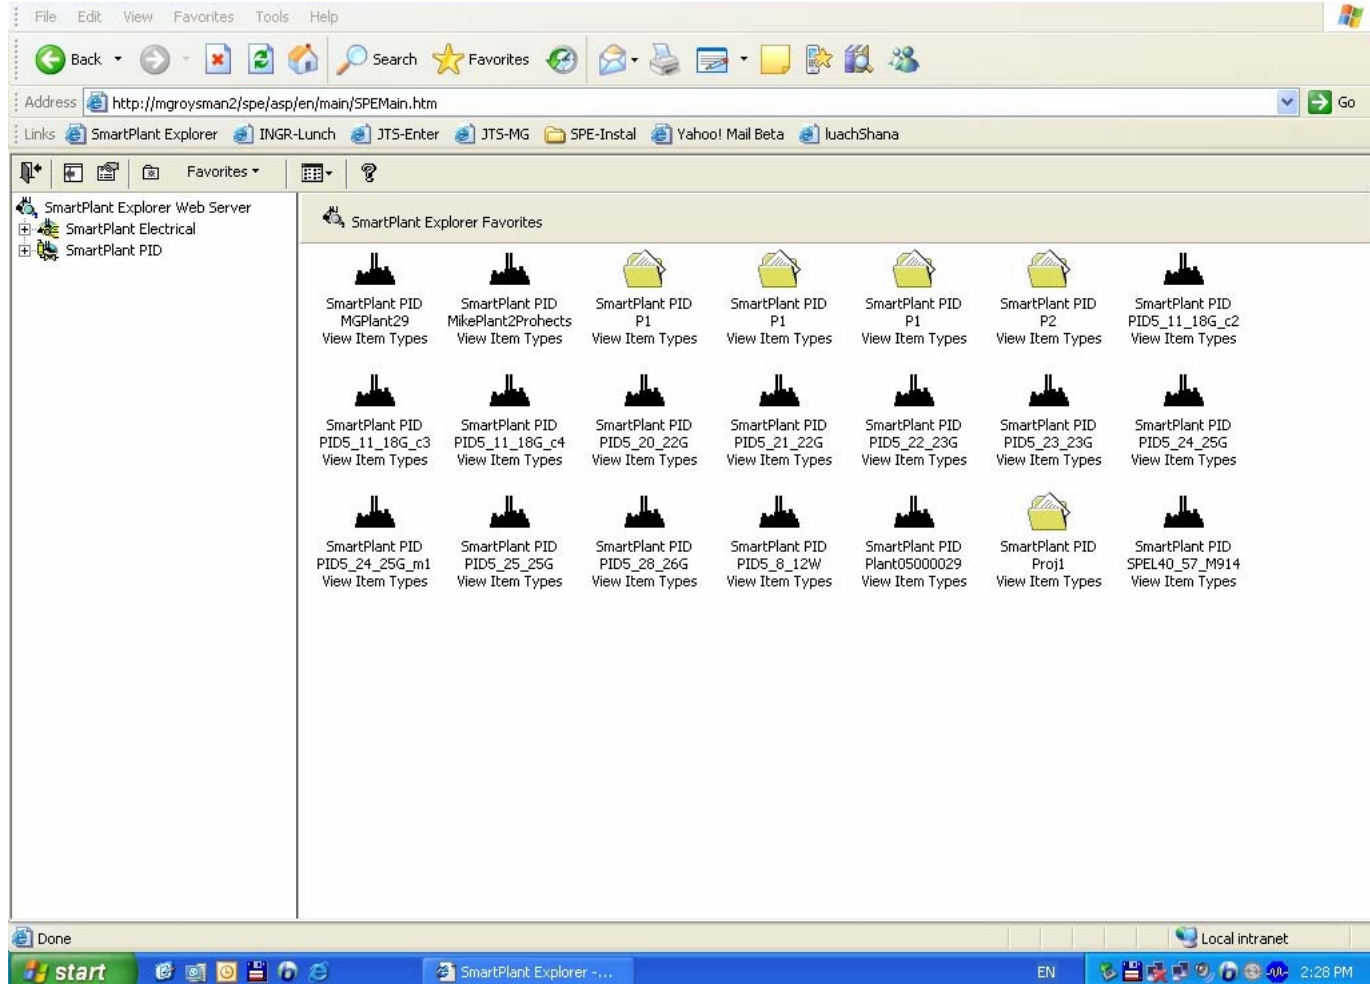 File Edit View Favorites Tools Help
Back Search Favorites
Address http://mgroysman2/spe/asp/en/main/SPEMain.htm Go
Links SmartPlant Explorer INGR-Lunch JTS-Enter JTS-MG SPE-Instal Yahoo! Mail Beta luachShana
Favorites
SmartPlant Explorer Web Server
SmartPlant Electrical
SmartPlant PID
SmartPlant Explorer Favorites
SmartPlant PID SmartPlant PID SmartPlant PID SmartPlant PID SmartPlant PID SmartPlant PID SmartPlant PID
MGPlant29 MikePlant2Prohects P1 P1 P1 P2 PID5_11_18G_c2
View Item Types View Item Types View Item Types View Item Types View Item Types View Item Types View Item Types
SmartPlant PID SmartPlant PID SmartPlant PID SmartPlant PID SmartPlant PID SmartPlant PID SmartPlant PID
PID5_11_18G_c3 PID5_11_18G_c4 PID5_20_22G PID5_21_22G PID5_22_23G PID5_23_23G PID5_24_25G
View Item Types View Item Types View Item Types View Item Types View Item Types View Item Types View Item Types
SmartPlant PID SmartPlant PID SmartPlant PID SmartPlant PID SmartPlant PID SmartPlant PID SmartPlant PID
PID5_24_25G_m1 PID5_25_25G PID5_28_26G PID5_8_12W Plant05000029 Proj1 SPEL40_57_M914
View Item Types View Item Types View Item Types View Item Types View Item Types View Item Types View Item Types
Done Local intranet
start SmartPlant Explorer -... EN 2:28 PM